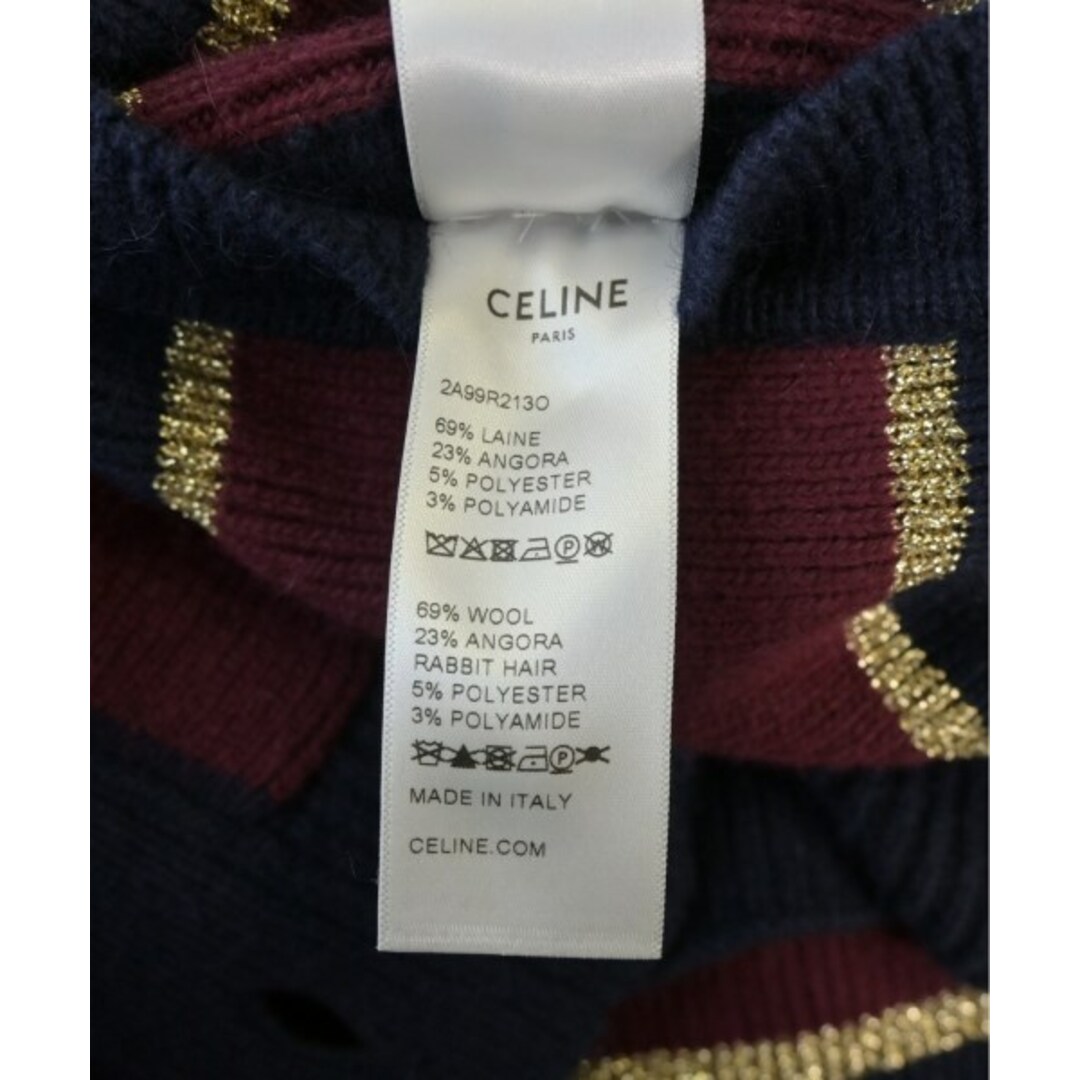 CELINE
PARIS
2A99R213O
69% LAINE
23% ANGORA
5% POLYESTER
3% POLYAMIDE
69% WOOL
23% ANGORA
RABBIT HAIR
5% POLYESTER
3% POLYAMIDE
MADE IN ITALY
CELINE.COM